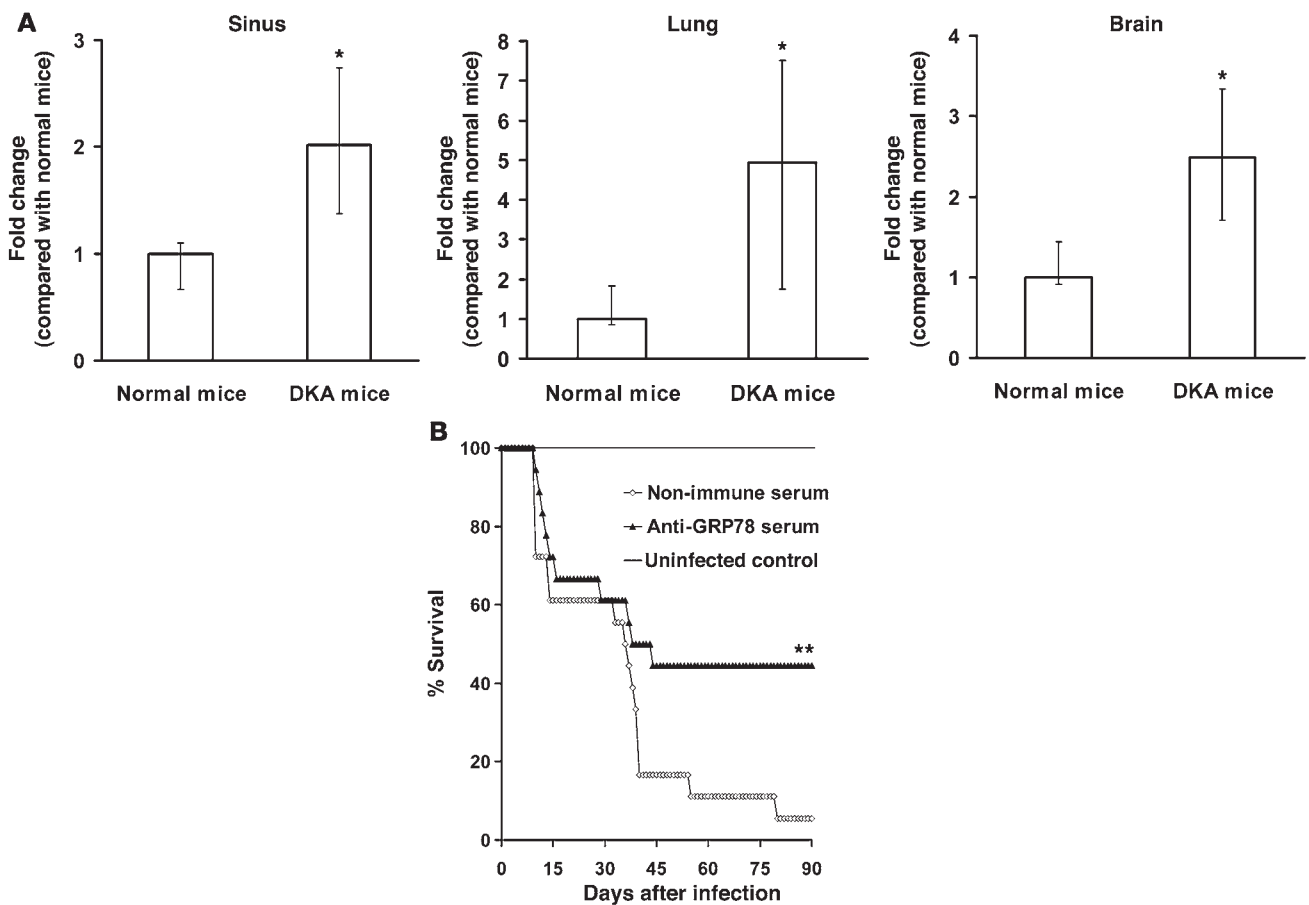 A
Sinus
Fold change
(compared with normal mice)
3
2
1
0
*
Normal mice
DKA mice
Lung
Fold change
(compared with normal mice)
8
7
6
5
4
3
2
1
0
*
Normal mice
DKA mice
Brain
Fold change
(compared with normal mice)
4
3
2
1
0
*
Normal mice
DKA mice
B
% Survival
100
80
60
40
20
0
Non-immune serum
Anti-GRP78 serum
Uninfected control
**
0 15 30 45 60 75 90
Days after infection